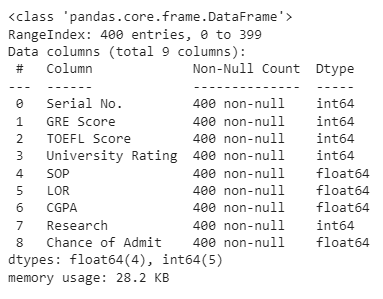 <class 'pandas.core.frame.DataFrame'>
RangeIndex: 400 entries, 0 to 399
Data columns (total 9 columns):
 #   Column             Non-Null Count  Dtype
---  ------             --------------  -----
 0   Serial No.         400 non-null    int64
 1   GRE Score          400 non-null    int64
 2   TOEFL Score        400 non-null    int64
 3   University Rating  400 non-null    int64
 4   SOP                400 non-null    float64
 5   LOR                400 non-null    float64
 6   CGPA               400 non-null    float64
 7   Research           400 non-null    int64
 8   Chance of Admit    400 non-null    float64
dtypes: float64(4), int64(5)
memory usage: 28.2 KB